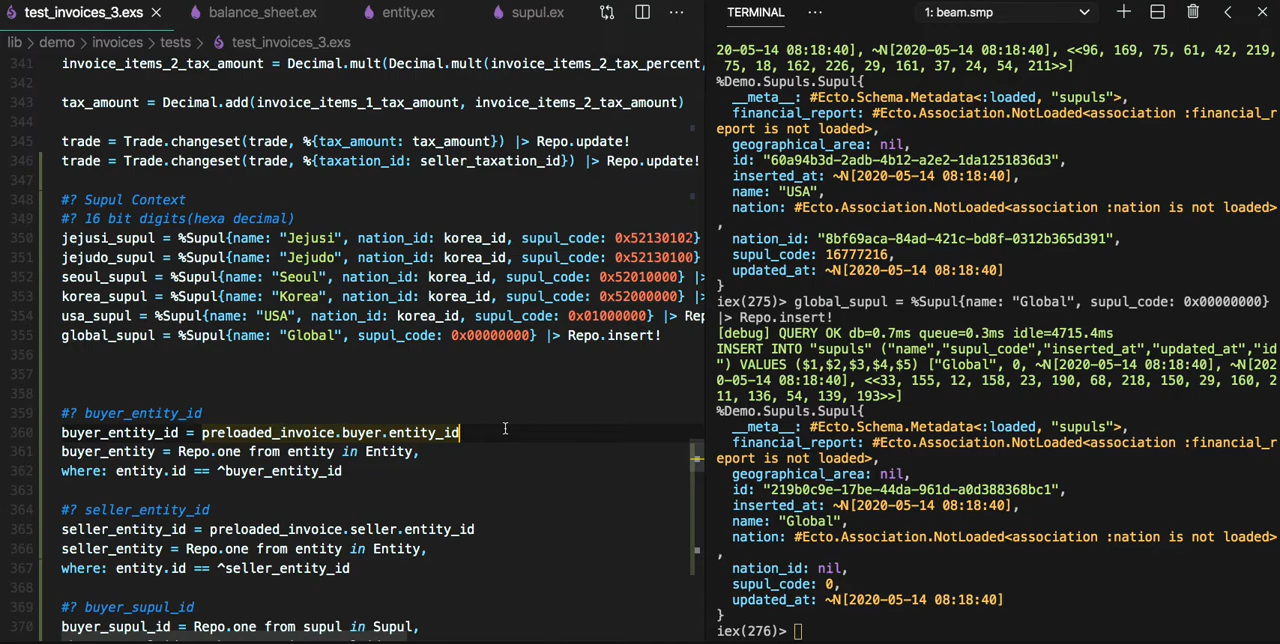 test_invoices_3.exs
balance_sheet.ex
entity.ex
supul.ex
lib > demo > invoices > tests > test_invoices_3.exs
341 invoice_items_2_tax_amount = Decimal.mult(Decimal.mult(invoice_items_2_tax_percent,
342
343 tax_amount = Decimal.add(invoice_items_1_tax_amount, invoice_items_2_tax_amount)
344
345 trade = Trade.changeset(trade, %{tax_amount: tax_amount}) |> Repo.update!
346 trade = Trade.changeset(trade, %{taxation_id: seller_taxation_id}) |> Repo.update!
347
348 #? Supul Context
349 #? 16 bit digits(hexa decimal)
350 jejusi_supul = %Supul{name: "Jejusi", nation_id: korea_id, supul_code: 0x52130102}
351 jejudo_supul = %Supul{name: "Jejudo", nation_id: korea_id, supul_code: 0x52130100}
352 seoul_supul = %Supul{name: "Seoul", nation_id: korea_id, supul_code: 0x52010000} |>
353 korea_supul = %Supul{name: "Korea", nation_id: korea_id, supul_code: 0x52000000} |>
354 usa_supul = %Supul{name: "USA", nation_id: korea_id, supul_code: 0x01000000} |> Rep
355 global_supul = %Supul{name: "Global", supul_code: 0x00000000} |> Repo.insert!
356
357
358
359 #? buyer_entity_id
360 buyer_entity_id = preloaded_invoice.buyer.entity_id
361 buyer_entity = Repo.one from entity in Entity,
362 where: entity.id == ^buyer_entity_id
363
364 #? seller_entity_id
365 seller_entity_id = preloaded_invoice.seller.entity_id
366 seller_entity = Repo.one from entity in Entity,
367 where: entity.id == ^seller_entity_id
368
369 #? buyer_supul_id
370 buyer_supul_id = Repo.one from supul in Supul,
TERMINAL ··· 1: beam.smp
20-05-14 08:18:40], ~N[2020-05-14 08:18:40], <<96, 169, 75, 61, 42, 219,
75, 18, 162, 226, 29, 161, 37, 24, 54, 211>>]
%Demo.Supuls.Supul{
__meta__: #Ecto.Schema.Metadata<:loaded, "supuls">,
financial_report: #Ecto.Association.NotLoaded<association :financial_r
eport is not loaded>,
geographical_area: nil,
id: "60a94b3d-2adb-4b12-a2e2-1da1251836d3",
inserted_at: ~N[2020-05-14 08:18:40],
name: "USA",
nation: #Ecto.Association.NotLoaded<association :nation is not loaded>
,
nation_id: "8bf69aca-84ad-421c-bd8f-0312b365d391",
supul_code: 16777216,
updated_at: ~N[2020-05-14 08:18:40]
}
iex(275)> global_supul = %Supul{name: "Global", supul_code: 0x00000000}
|> Repo.insert!
[debug] QUERY OK db=0.7ms queue=0.3ms idle=4715.4ms
INSERT INTO "supuls" ("name","supul_code","inserted_at","updated_at","id
") VALUES ($1,$2,$3,$4,$5) ["Global", 0, ~N[2020-05-14 08:18:40], ~N[202
0-05-14 08:18:40], <<33, 155, 12, 158, 23, 190, 68, 218, 150, 29, 160, 2
11, 136, 54, 139, 193>>]
%Demo.Supuls.Supul{
__meta__: #Ecto.Schema.Metadata<:loaded, "supuls">,
financial_report: #Ecto.Association.NotLoaded<association :financial_r
eport is not loaded>,
geographical_area: nil,
id: "219b0c9e-17be-44da-961d-a0d388368bc1",
inserted_at: ~N[2020-05-14 08:18:40],
name: "Global",
nation: #Ecto.Association.NotLoaded<association :nation is not loaded>
,
nation_id: nil,
supul_code: 0,
updated_at: ~N[2020-05-14 08:18:40]
}
iex(276)>